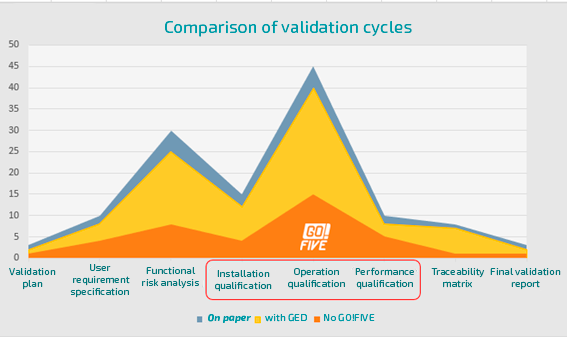 Comparison of validation cycles
50
45
40
35
30
25
20
15
10
5
0
GO!
FIVE
Validation
plan
User
requirement
specification
Functional
risk analysis
Installation
qualification
Operation
qualification
Performance
qualification
Traceability
matrix
Final validation
report
On paper with GED No GO!FIVE